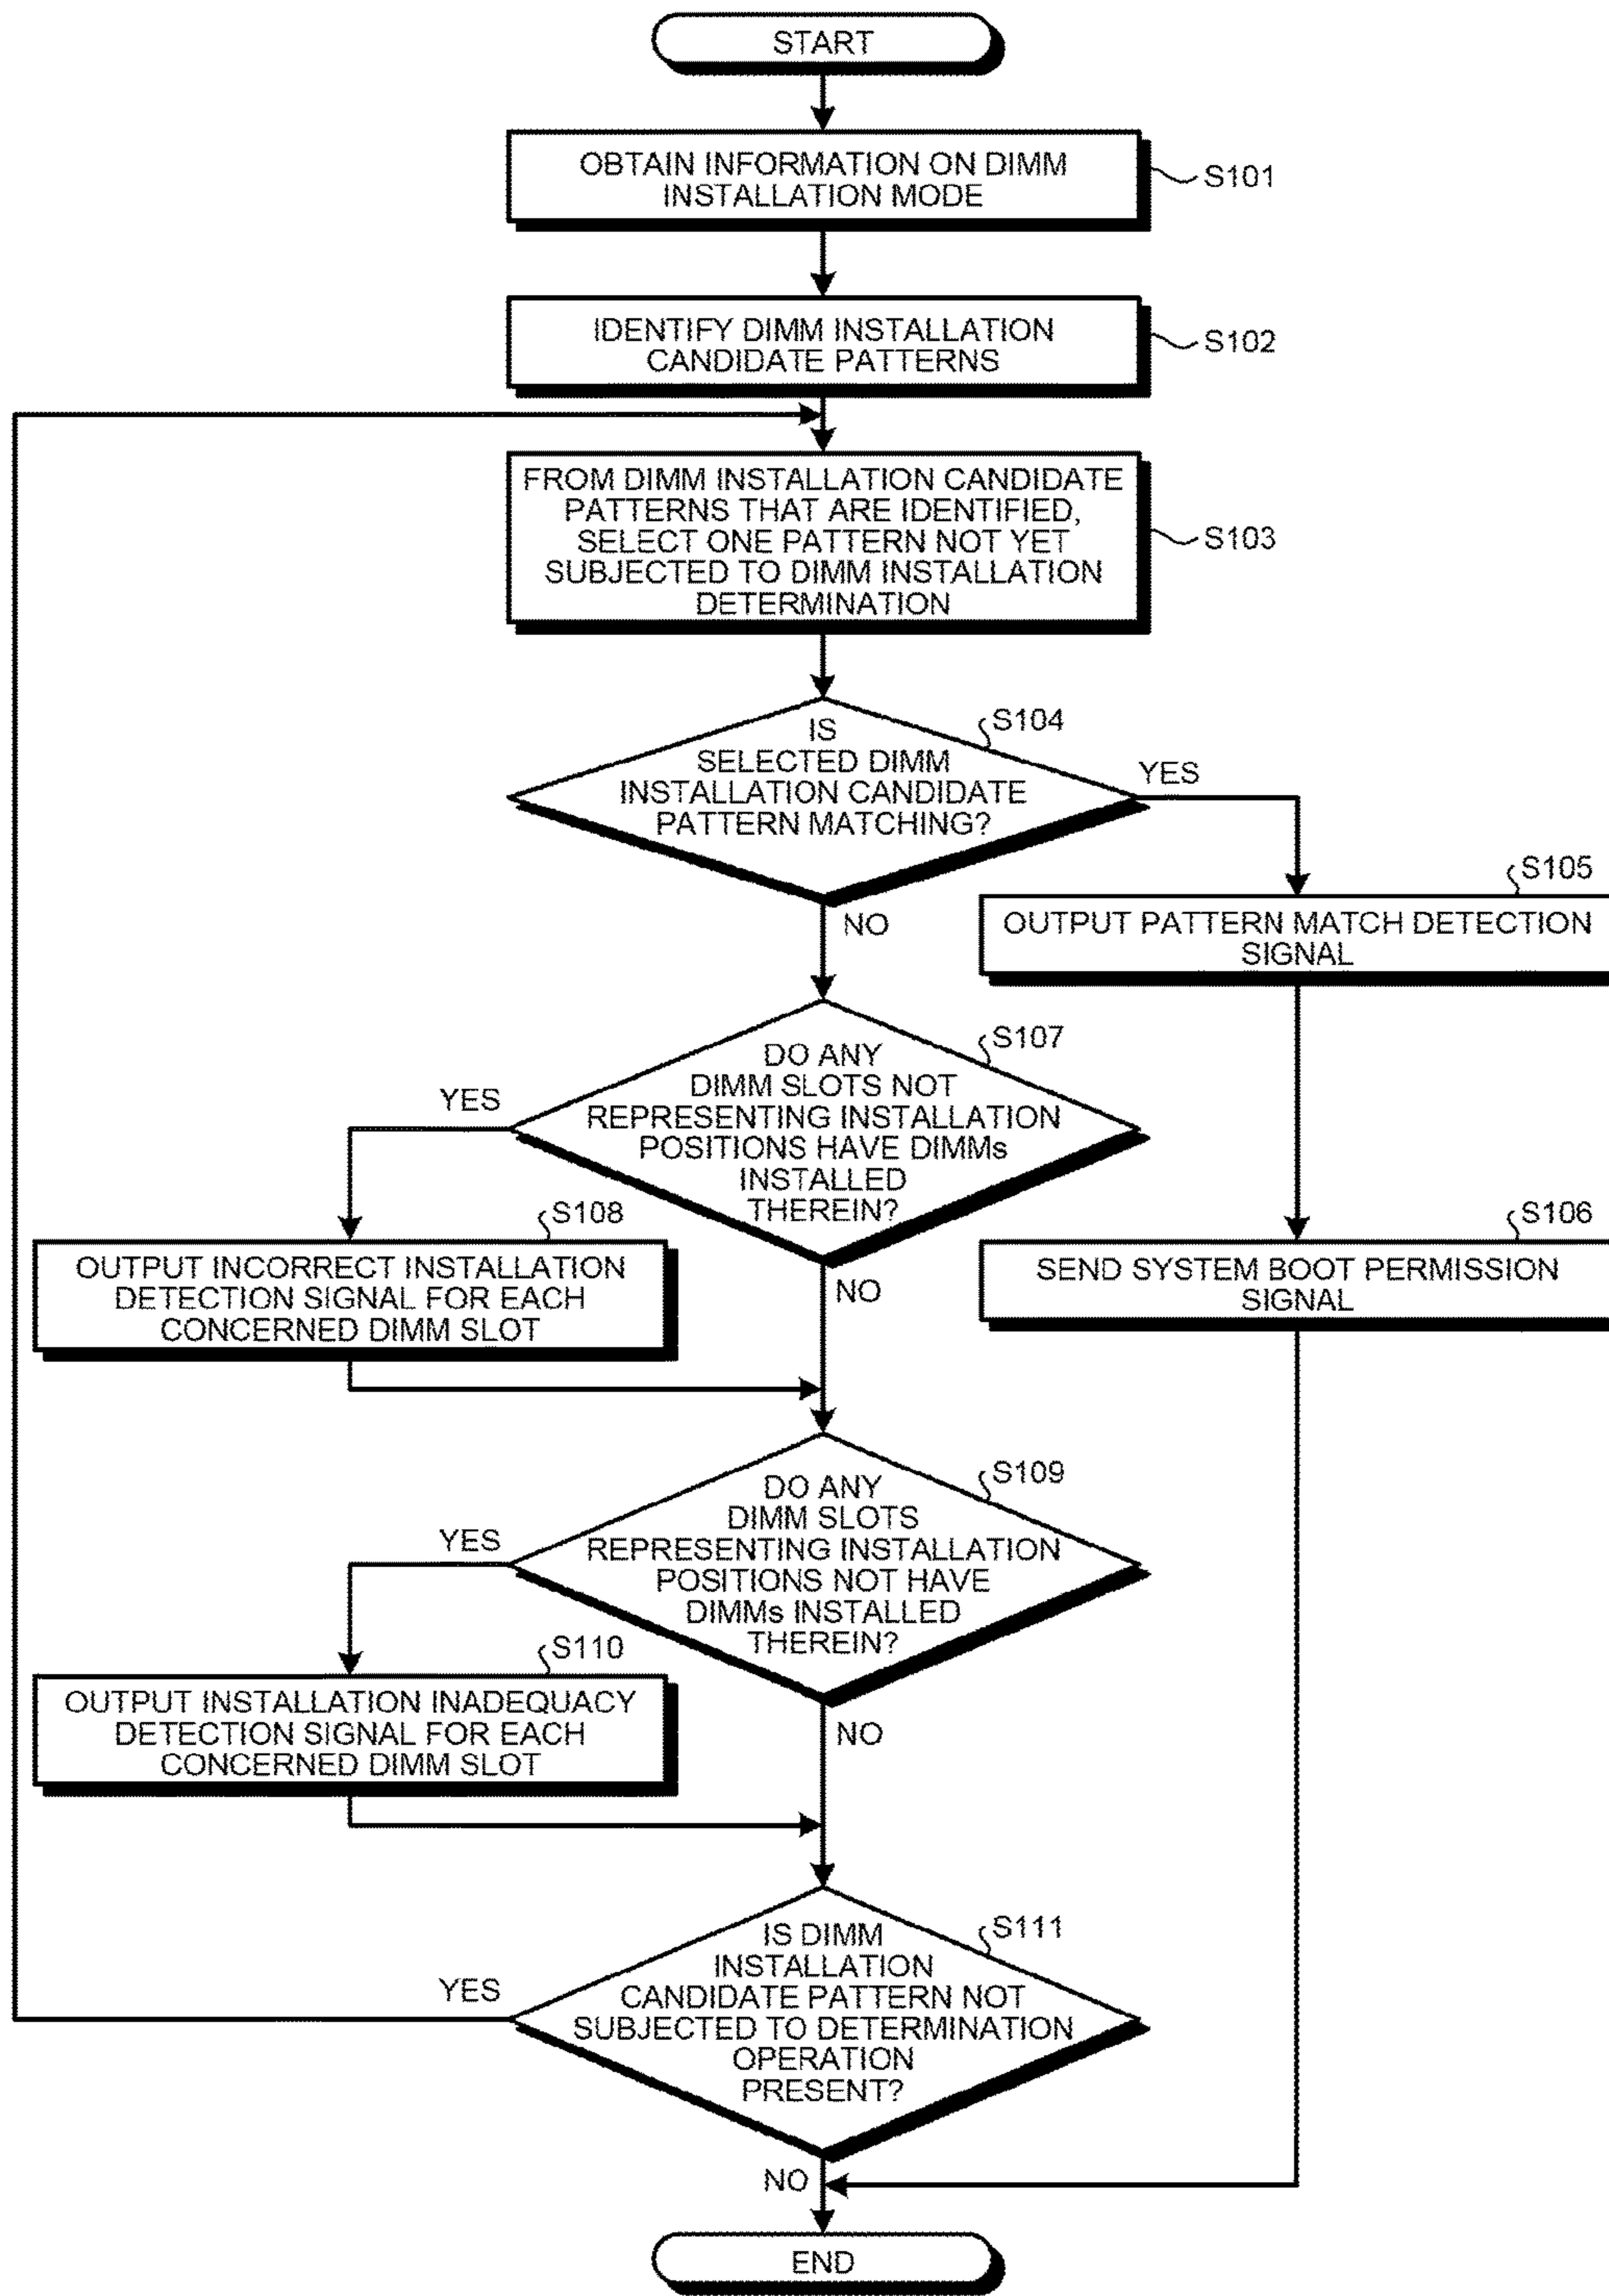 START
OBTAIN INFORMATION ON DIMM
INSTALLATION MODE
S101
IDENTIFY DIMM INSTALLATION
CANDIDATE PATTERNS
S102
FROM DIMM INSTALLATION CANDIDATE
PATTERNS THAT ARE IDENTIFIED,
SELECT ONE PATTERN NOT YET
SUBJECTED TO DIMM INSTALLATION
DETERMINATION
S103
S104
IS
SELECTED DIMM
INSTALLATION CANDIDATE
PATTERN MATCHING?
YES
NO
S105
OUTPUT PATTERN MATCH DETECTION
SIGNAL
S107
DO ANY
DIMM SLOTS NOT
REPRESENTING INSTALLATION
POSITIONS HAVE DIMMs
INSTALLED
THEREIN?
YES
NO
S108
OUTPUT INCORRECT INSTALLATION
DETECTION SIGNAL FOR EACH
CONCERNED DIMM SLOT
S106
SEND SYSTEM BOOT PERMISSION
SIGNAL
S109
DO ANY
DIMM SLOTS
REPRESENTING INSTALLATION
POSITIONS NOT HAVE
DIMMs INSTALLED
THEREIN?
YES
NO
S110
OUTPUT INSTALLATION INADEQUACY
DETECTION SIGNAL FOR EACH
CONCERNED DIMM SLOT
S111
IS DIMM
INSTALLATION
CANDIDATE PATTERN NOT
SUBJECTED TO DETERMINATION
OPERATION
PRESENT?
YES
NO
END